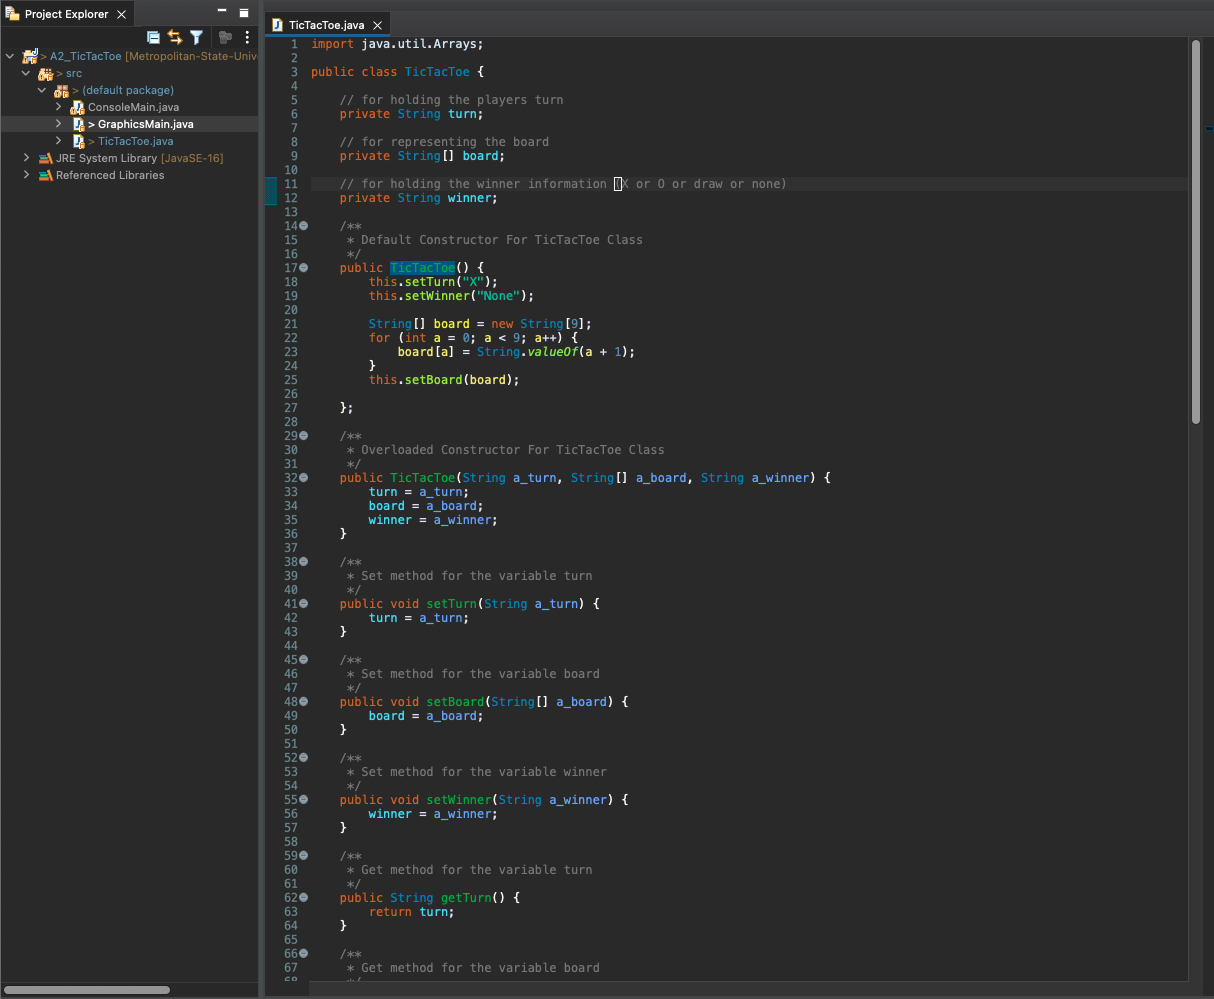 Project Explorer
A2_TicTacToe [Metropolitan-State-Univ
src
(default package)
ConsoleMain.java
> GraphicsMain.java
> TicTacToe.java
JRE System Library [JavaSE-16]
Referenced Libraries
TicTacToe.java
1 import java.util.Arrays;
2
3 public class TicTacToe {
4
5     // for holding the players turn
6     private String turn;
7
8     // for representing the board
9     private String[] board;
10
11     // for holding the winner information (X or O or draw or none)
12     private String winner;
13
14     /**
15      * Default Constructor For TicTacToe Class
16      */
17     public TicTacToe() {
18         this.setTurn("X");
19         this.setWinner("None");
20
21         String[] board = new String[9];
22         for (int a = 0; a < 9; a++) {
23             board[a] = String.valueOf(a + 1);
24         }
25         this.setBoard(board);
26
27     };
28
29     /**
30      * Overloaded Constructor For TicTacToe Class
31      */
32     public TicTacToe(String a_turn, String[] a_board, String a_winner) {
33         turn = a_turn;
34         board = a_board;
35         winner = a_winner;
36     }
37
38     /**
39      * Set method for the variable turn
40      */
41     public void setTurn(String a_turn) {
42         turn = a_turn;
43     }
44
45     /**
46      * Set method for the variable board
47      */
48     public void setBoard(String[] a_board) {
49         board = a_board;
50     }
51
52     /**
53      * Set method for the variable winner
54      */
55     public void setWinner(String a_winner) {
56         winner = a_winner;
57     }
58
59     /**
60      * Get method for the variable turn
61      */
62     public String getTurn() {
63         return turn;
64     }
65
66     /**
67      * Get method for the variable board
68      */